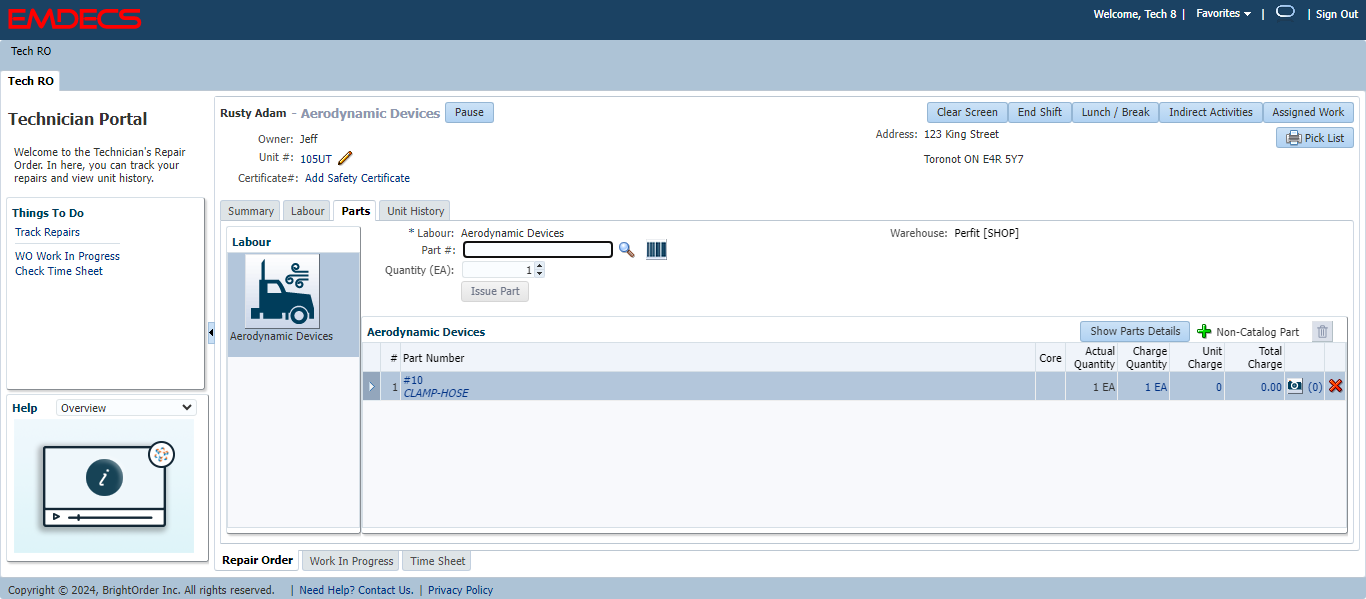 EMDECS
Welcome, Tech 8 | Favorites | | Sign Out
Tech RO
Tech RO
Technician Portal
Welcome to the Technician's Repair
Order. In here, you can track your
repairs and view unit history.
Things To Do
Track Repairs
WO Work In Progress
Check Time Sheet
Help Overview
i
Rusty Adam - Aerodynamic Devices Pause
Clear Screen End Shift Lunch / Break Indirect Activities Assigned Work
Pick List
Owner: Jeff
Unit #: 105UT
Certificate#: Add Safety Certificate
Address: 123 King Street
Toronot ON E4R 5Y7
Summary Labour Parts Unit History
Labour
Aerodynamic Devices
* Labour: Aerodynamic Devices
Part #:
Quantity (EA): 1
Issue Part
Warehouse: Perfit [SHOP]
Aerodynamic Devices Show Parts Details Non-Catalog Part
# Part Number Core Actual Quantity Charge Quantity Unit Charge Total Charge
1 #10 1 EA 1 EA 0 0.00 (0)
CLAMP-HOSE
Repair Order Work In Progress Time Sheet
Copyright © 2024, BrightOrder Inc. All rights reserved. | Need Help? Contact Us. | Privacy Policy